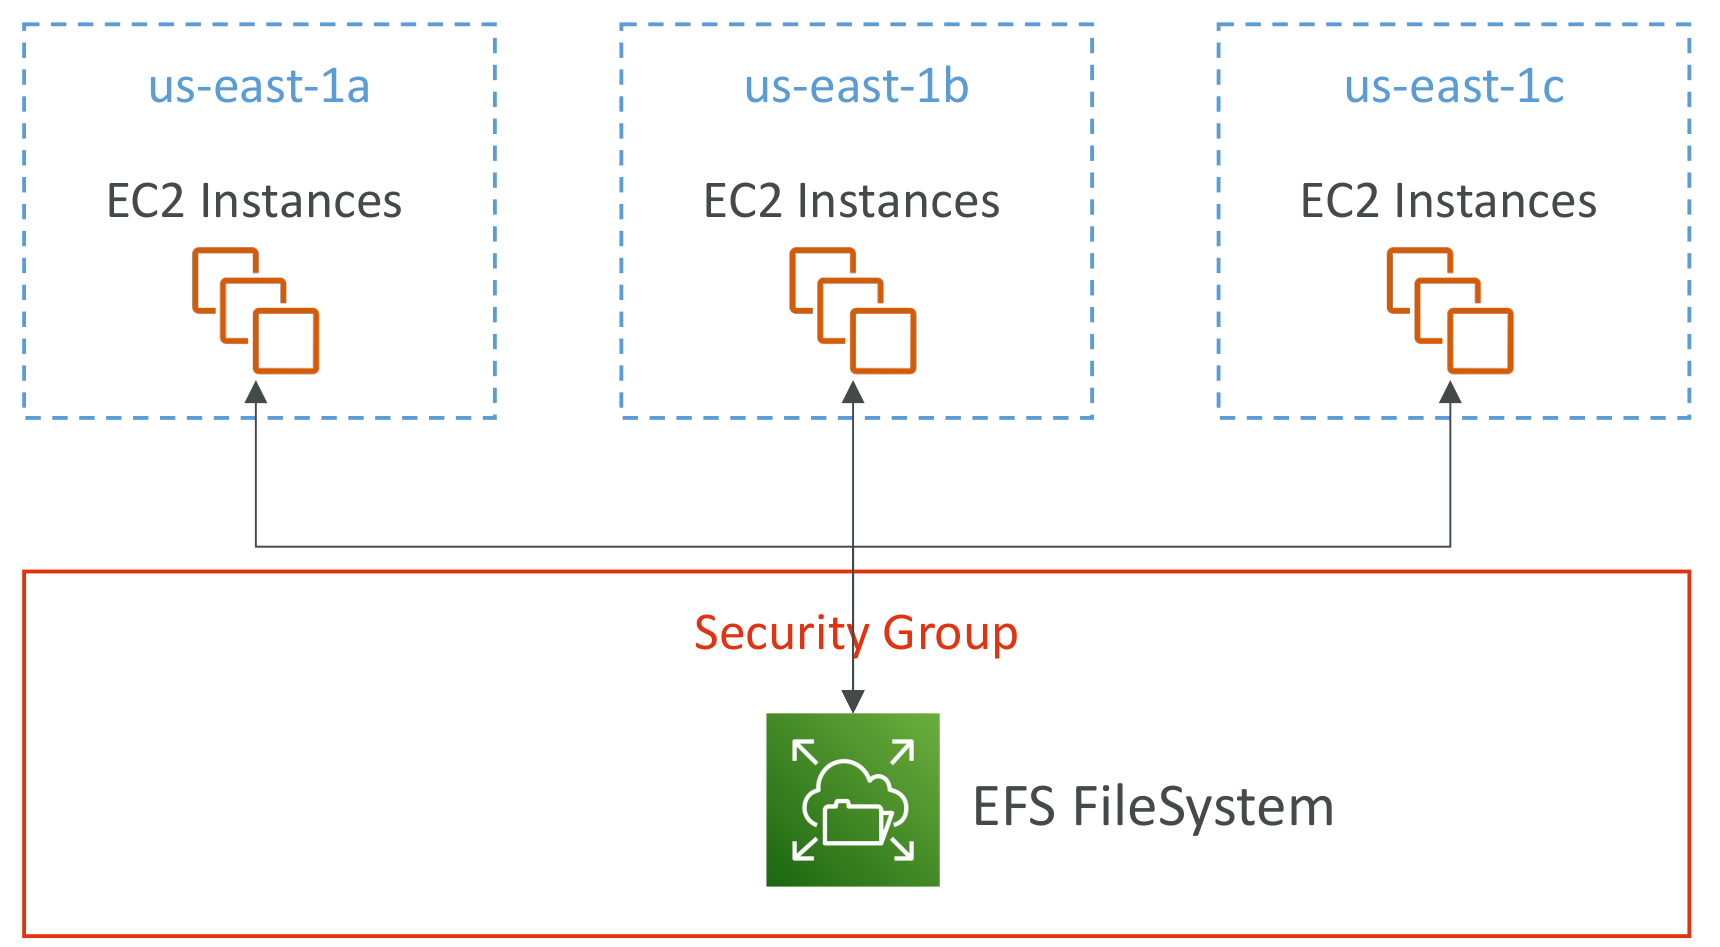 us-east-1a
us-east-1b
us-east-1c
EC2 Instances
EC2 Instances
EC2 Instances
Security Group
EFS FileSystem